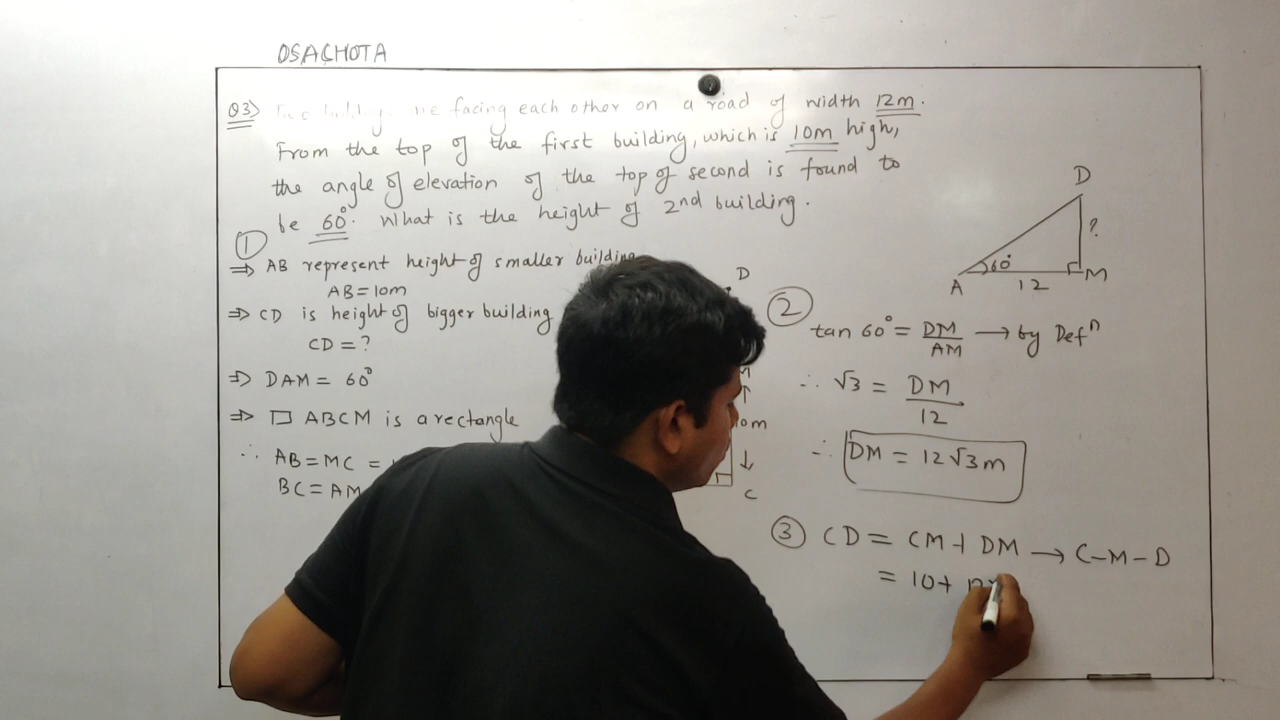 OSACHOTA
Q3) facing each other on a road of width 12m.
From the top of the first building, which is 10m high,
the angle of elevation of the top of second is found to
be 60°. What is the height of 2nd building.
①
⇒ AB represent height of smaller building
AB = 10m
⇒ CD is height of bigger building
CD = ?
⇒ DAM = 60°
⇒ □ ABCM is a rectangle
∴ AB = MC =
BC = AM
D
M
↑
↓
C
D
?
60°
A
12
M
②
tan 60° = DM/AM → by Defⁿ
∴ √3 = DM/12
∴ DM = 12√3 m
③ CD = CM + DM → C-M-D
= 10 +